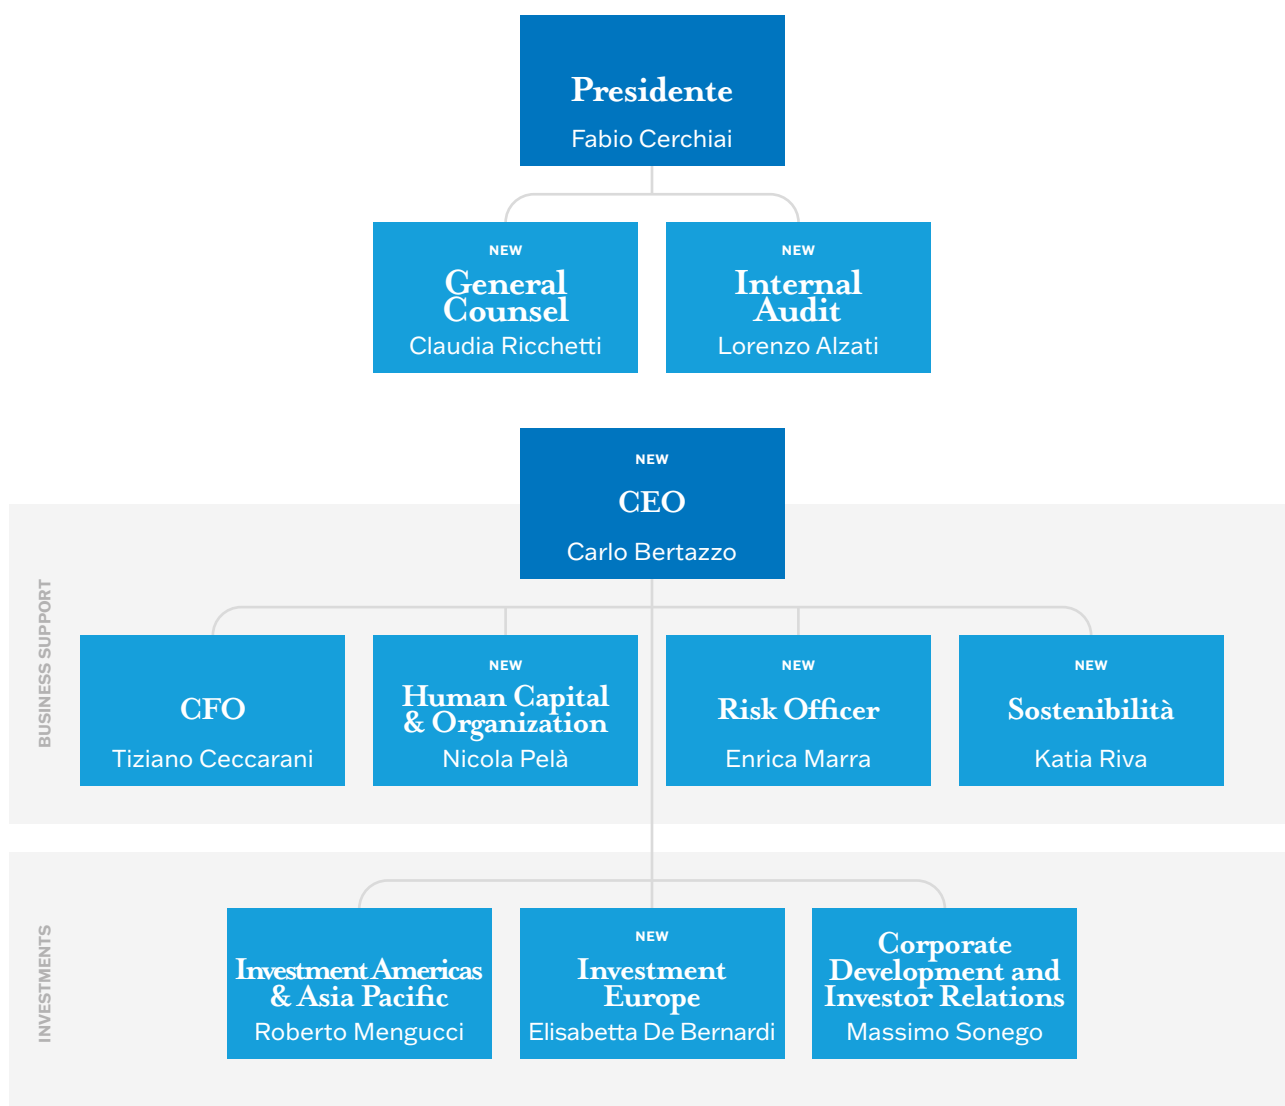 Presidente
Fabio Cerchiai
NEW
General
Counsel
Claudia Ricchetti
NEW
Internal
Audit
Lorenzo Alzati
NEW
CEO
Carlo Bertazzo
BUSINESS SUPPORT
CFO
Tiziano Ceccarani
NEW
Human Capital
& Organization
Nicola Pelà
NEW
Risk Officer
Enrica Marra
NEW
Sostenibilità
Katia Riva
INVESTMENTS
Investment Americas
& Asia Pacific
Roberto Mengucci
NEW
Investment
Europe
Elisabetta De Bernardi
Corporate
Development and
Investor Relations
Massimo Sonego